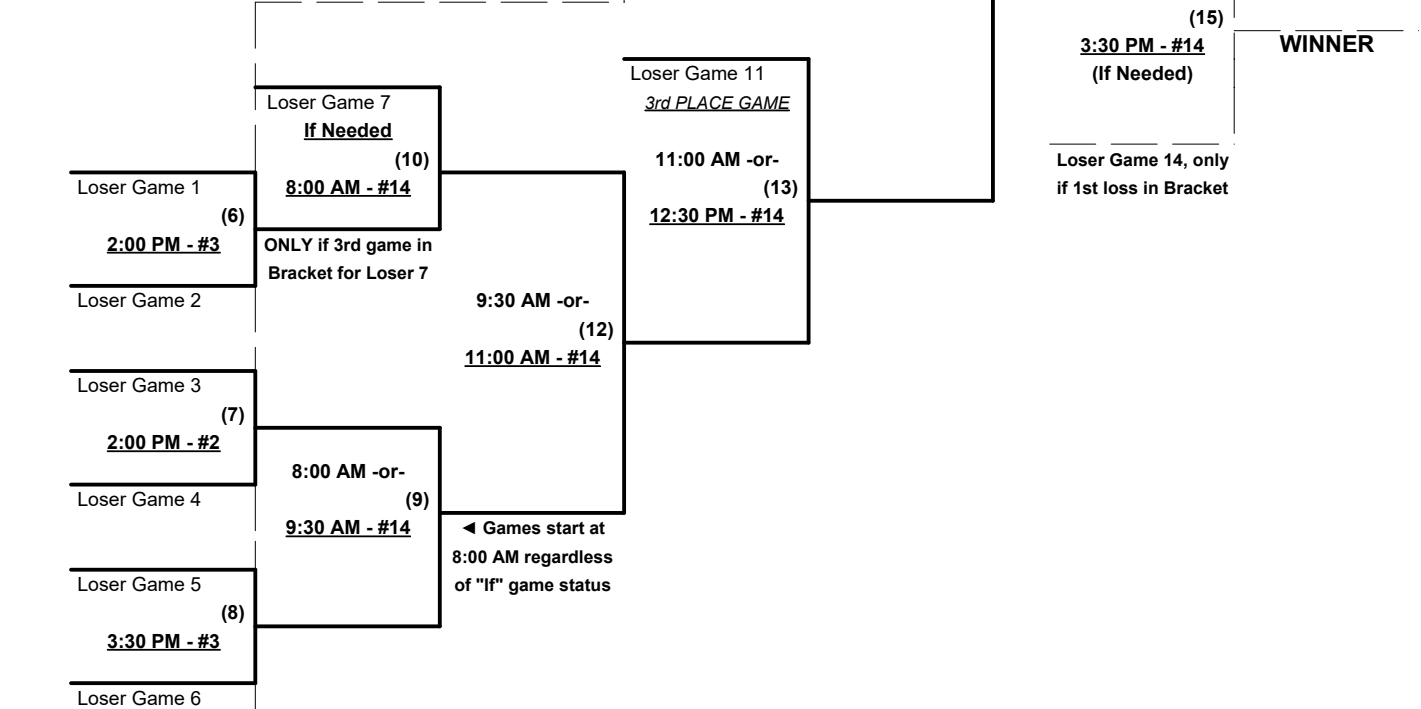 (15)
3:30 PM - #14
(If Needed)
WINNER
Loser Game 14, only
if 1st loss in Bracket
Loser Game 11
3rd PLACE GAME
11:00 AM -or-
(13)
12:30 PM - #14
Loser Game 7
If Needed
(10)
8:00 AM - #14
ONLY if 3rd game in
Bracket for Loser 7
Loser Game 1
(6)
2:00 PM - #3
Loser Game 2
9:30 AM -or-
(12)
11:00 AM - #14
Loser Game 3
(7)
2:00 PM - #2
Loser Game 4
8:00 AM -or-
(9)
9:30 AM - #14
◄ Games start at
8:00 AM regardless
of "If" game status
Loser Game 5
(8)
3:30 PM - #3
Loser Game 6